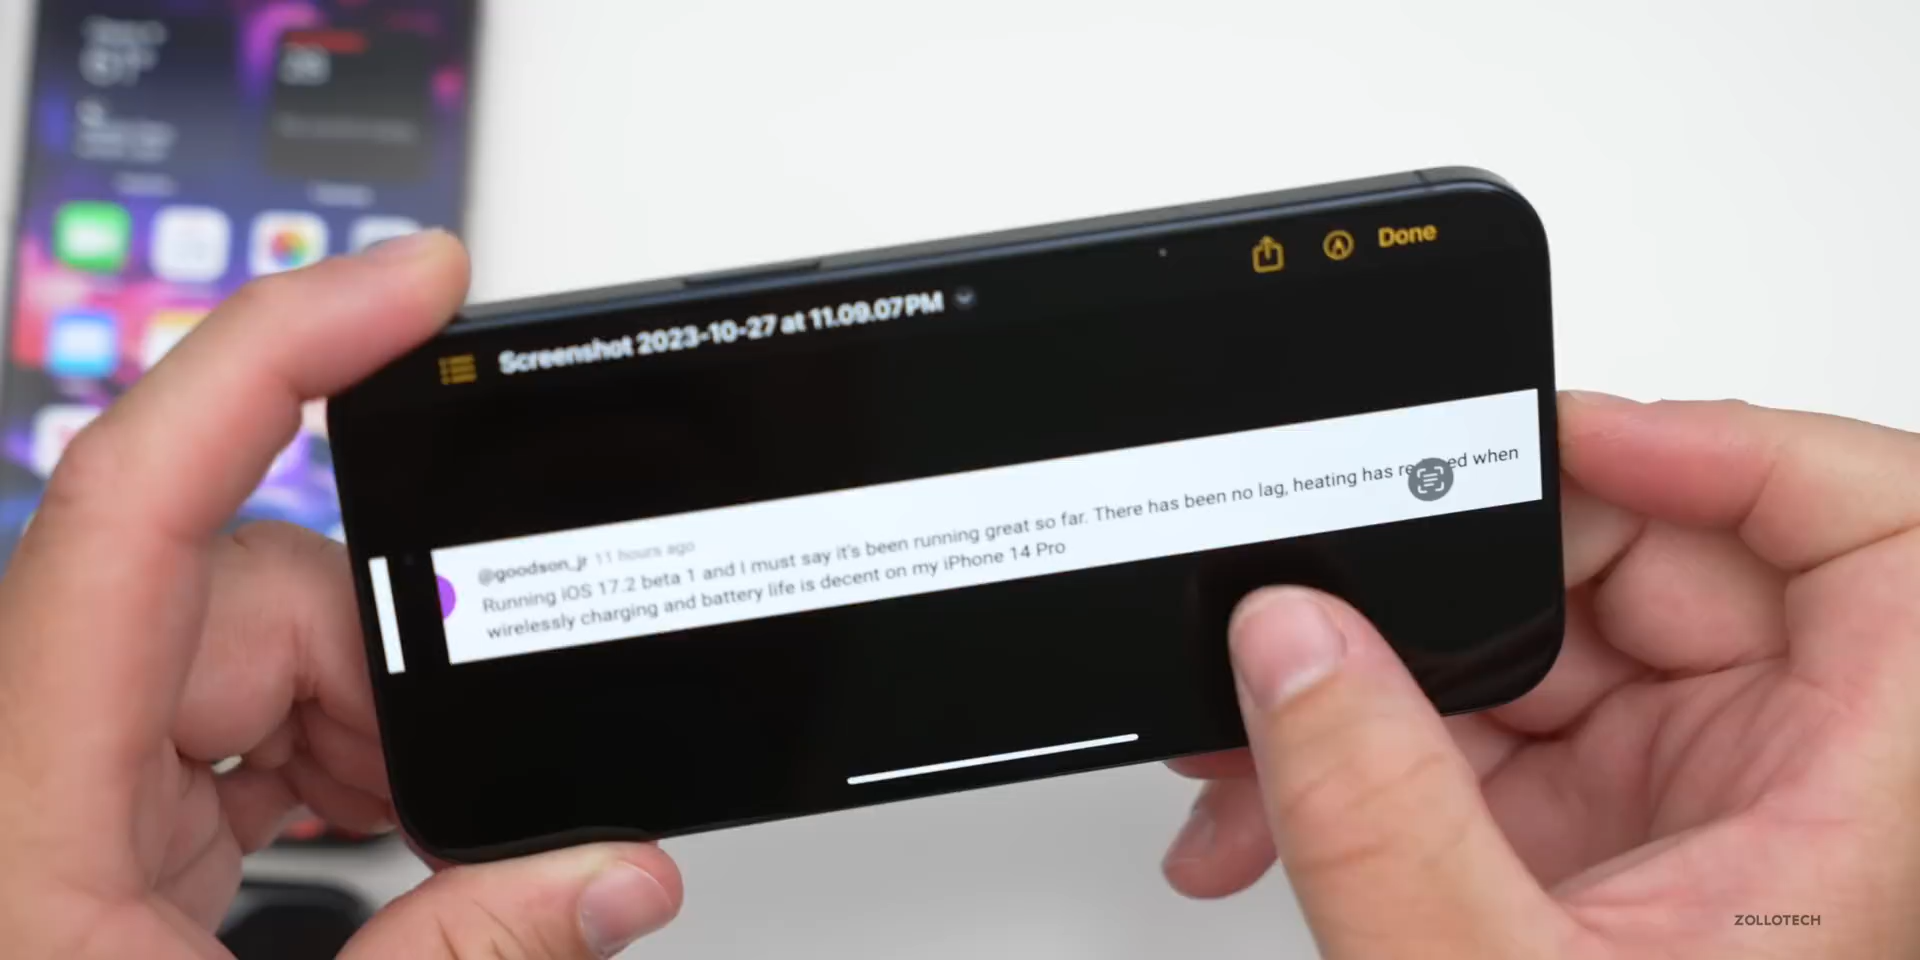 Done
Screenshot 2023-10-27 at 11.09.07 PM
@goodson_jr 11 hours ago
Running iOS 17.2 beta 1 and I must say it's been running great so far. There has been no lag, heating has when
wirelessly charging and battery life is decent on my iPhone 14 Pro
ZOLLOTECH